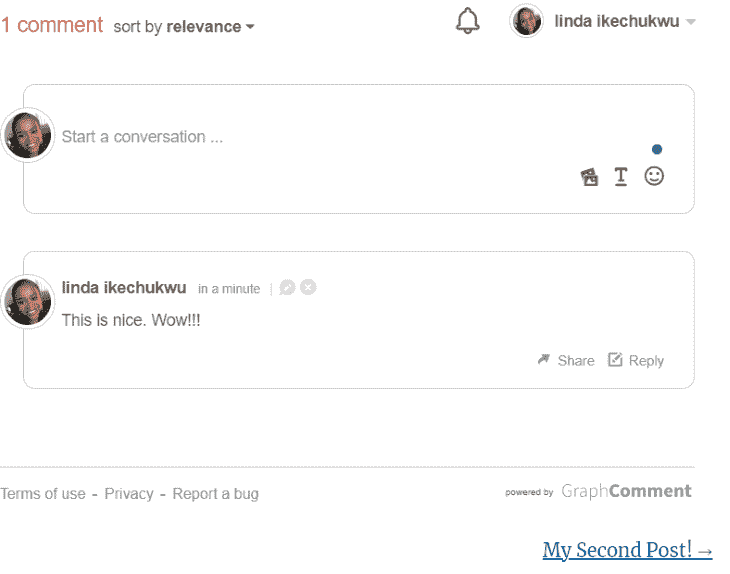 1 comment sort by relevance linda ikechukwu
Start a conversation ...
linda ikechukwu in a minute |
This is nice. Wow!!!
Share Reply
Terms of use - Privacy - Report a bug powered by GraphComment
My Second Post! →